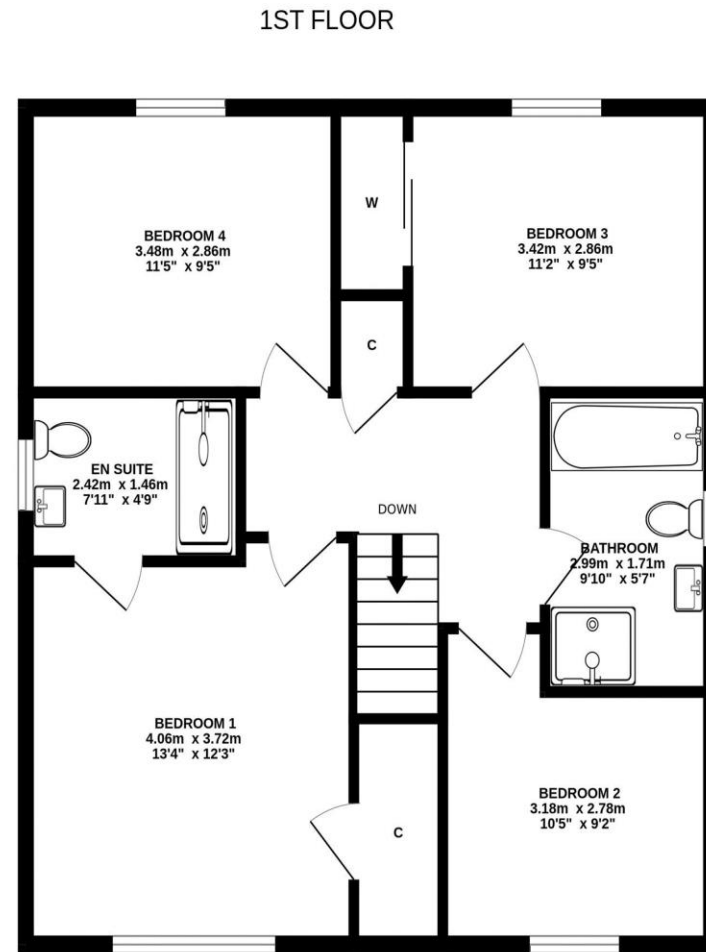 1ST FLOOR
BEDROOM 4
3.48m x 2.86m
11'5" x 9'5"
W
BEDROOM 3
3.42m x 2.86m
11'2" x 9'5"
C
EN SUITE
2.42m x 1.46m
7'11" x 4'9"
DOWN
BATHROOM
2.99m x 1.71m
9'10" x 5'7"
BEDROOM 1
4.06m x 3.72m
13'4" x 12'3"
C
BEDROOM 2
3.18m x 2.78m
10'5" x 9'2"